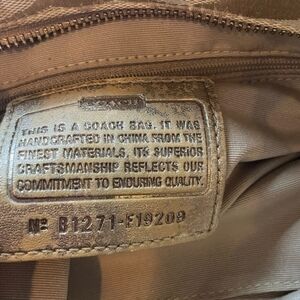 COACH
THIS IS A COACH BAG. IT WAS
HANDCRAFTED IN CHINA FROM THE
FINEST MATERIALS. ITS SUPERIOR
CRAFTSMANSHIP REFLECTS OUR
COMMITMENT TO ENDURING QUALITY.
Nº B1271-F19209